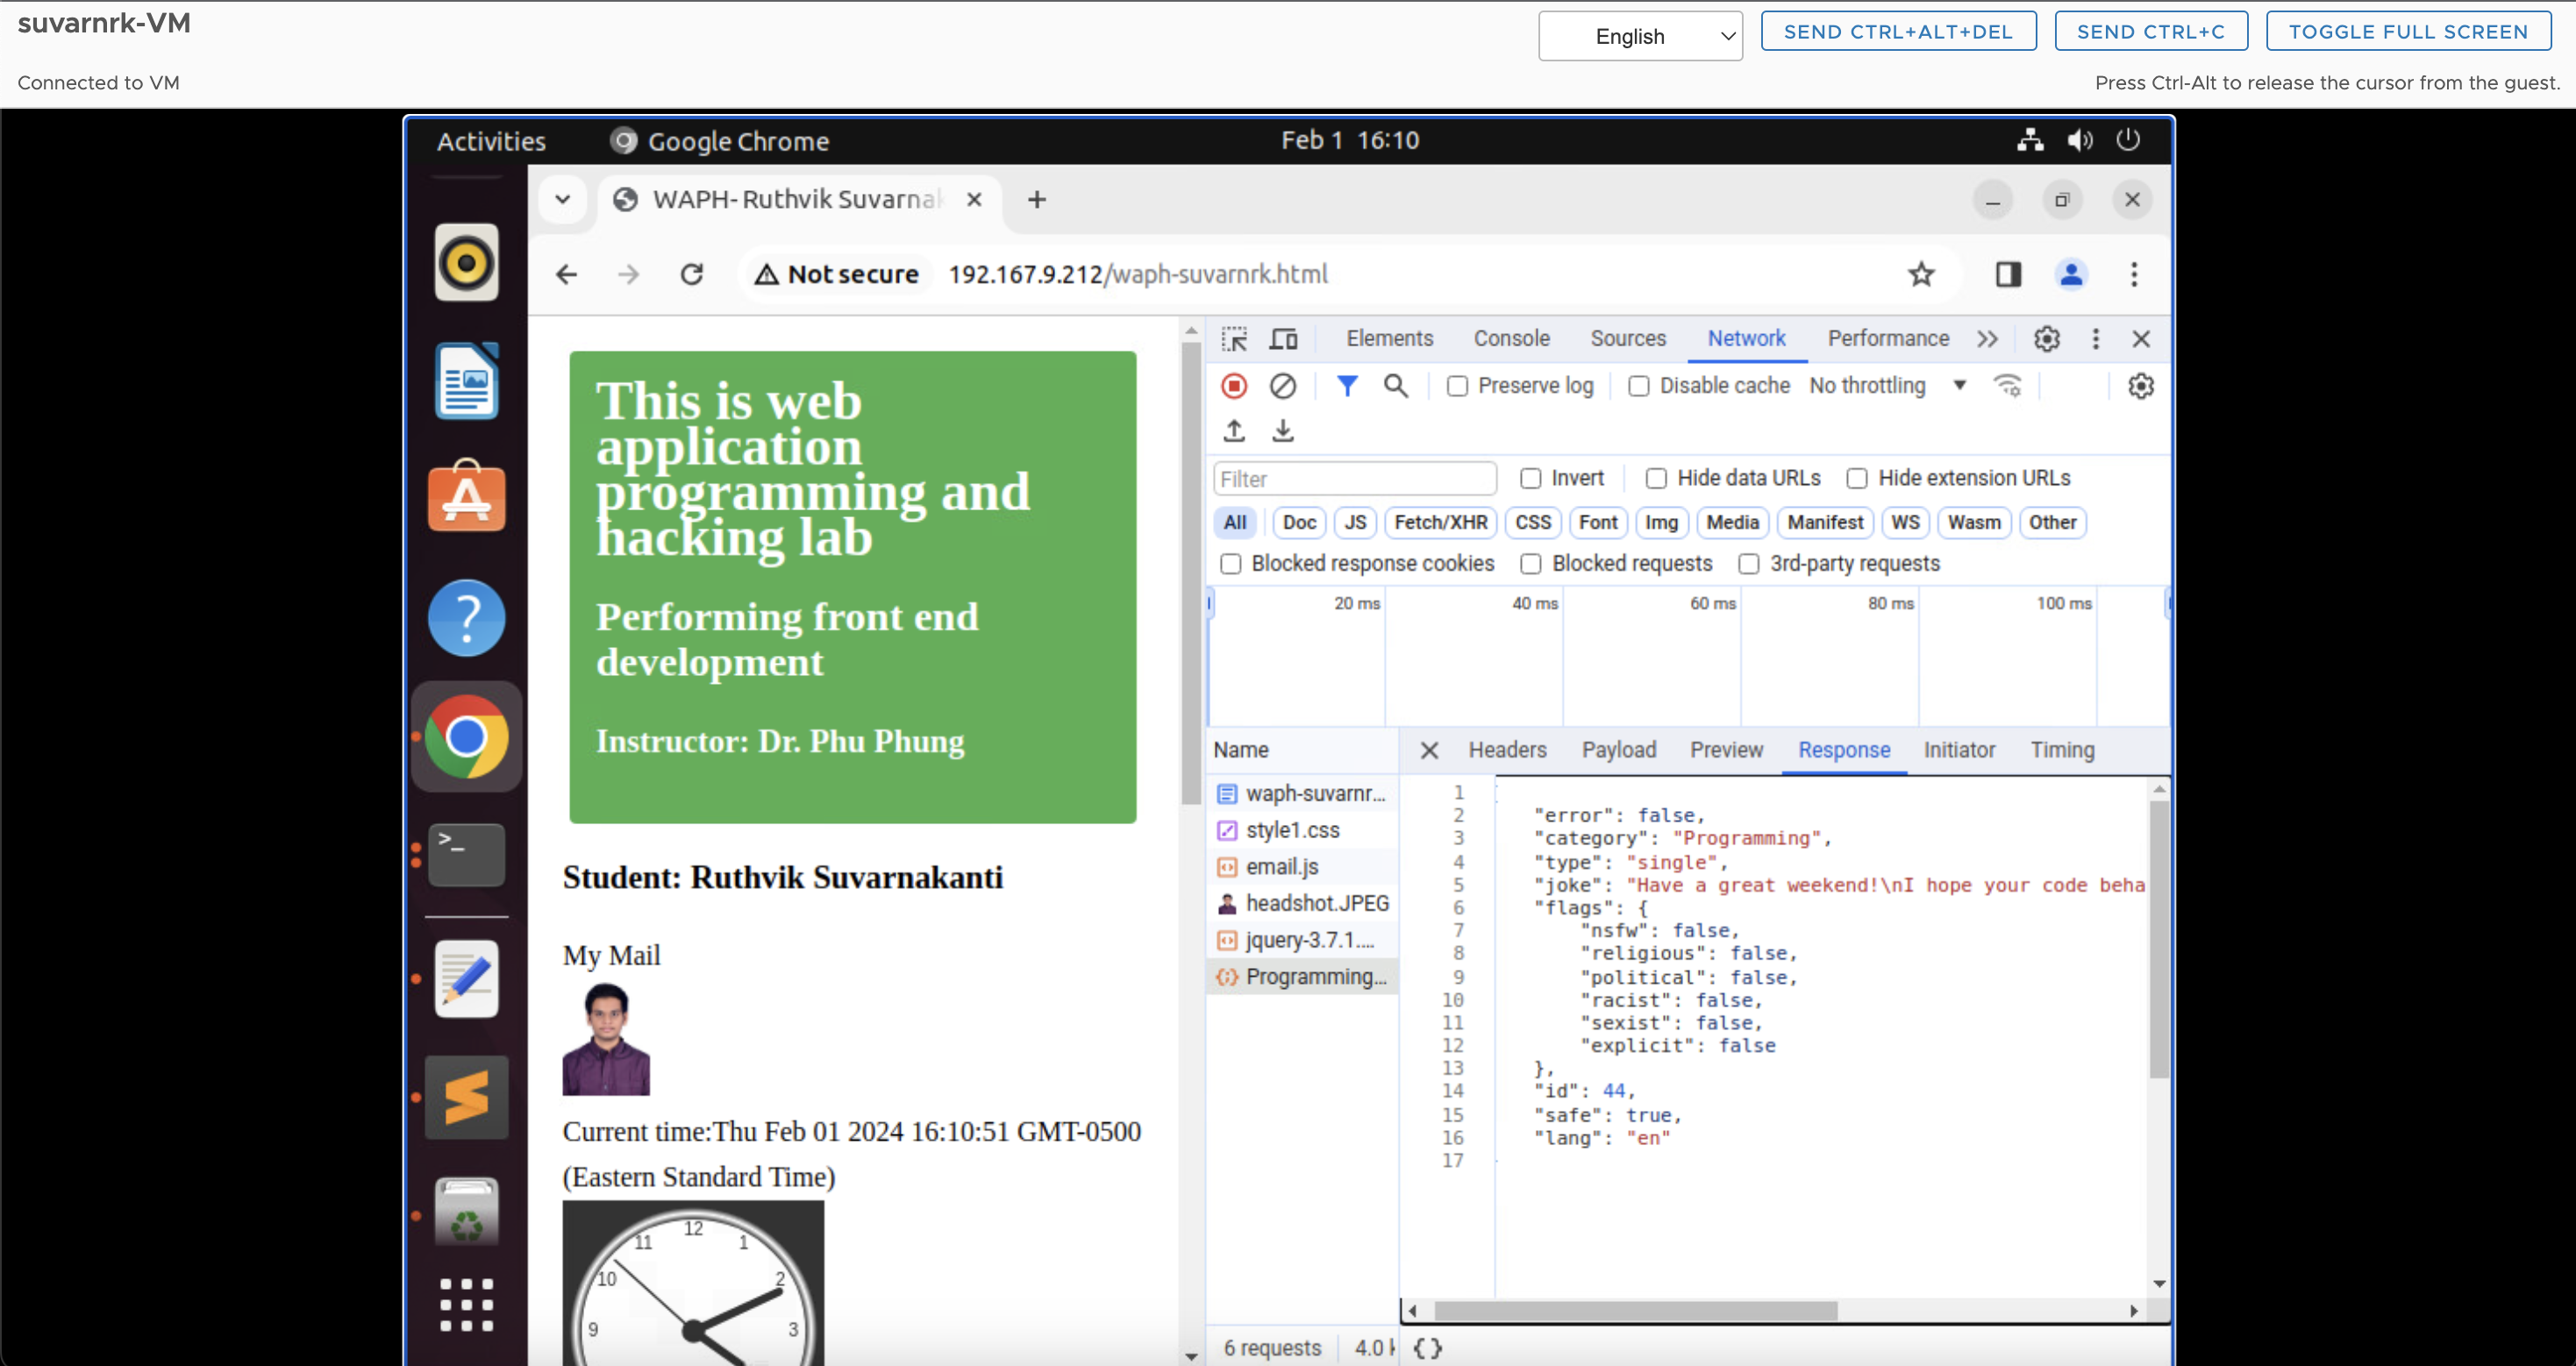 suvarnrk-VM
English
SEND CTRL+ALT+DEL
SEND CTRL+C
TOGGLE FULL SCREEN
Connected to VM
Press Ctrl-Alt to release the cursor from the guest.
Activities
Google Chrome
Feb 1 16:10
WAPH- Ruthvik Suvarnak
Not secure
192.167.9.212/waph-suvarnrk.html
This is web
application
programming and
hacking lab
Performing front end
development
Instructor: Dr. Phu Phung
Student: Ruthvik Suvarnakanti
My Mail
Current time:Thu Feb 01 2024 16:10:51 GMT-0500
(Eastern Standard Time)
12
11
1
10
2
9
3
Elements Console Sources Network Performance
Preserve log Disable cache No throttling
Filter Invert Hide data URLs Hide extension URLs
All Doc JS Fetch/XHR CSS Font Img Media Manifest WS Wasm Other
Blocked response cookies Blocked requests 3rd-party requests
20 ms 40 ms 60 ms 80 ms 100 ms
Name
waph-suvarnr...
style1.css
email.js
headshot.JPEG
jquery-3.7.1....
Programming...
Headers Payload Preview Response Initiator Timing
1
2 "error": false,
3 "category": "Programming",
4 "type": "single",
5 "joke": "Have a great weekend!\nI hope your code beha
6 "flags": {
7 "nsfw": false,
8 "religious": false,
9 "political": false,
10 "racist": false,
11 "sexist": false,
12 "explicit": false
13 },
14 "id": 44,
15 "safe": true,
16 "lang": "en"
17
6 requests 4.0 {}